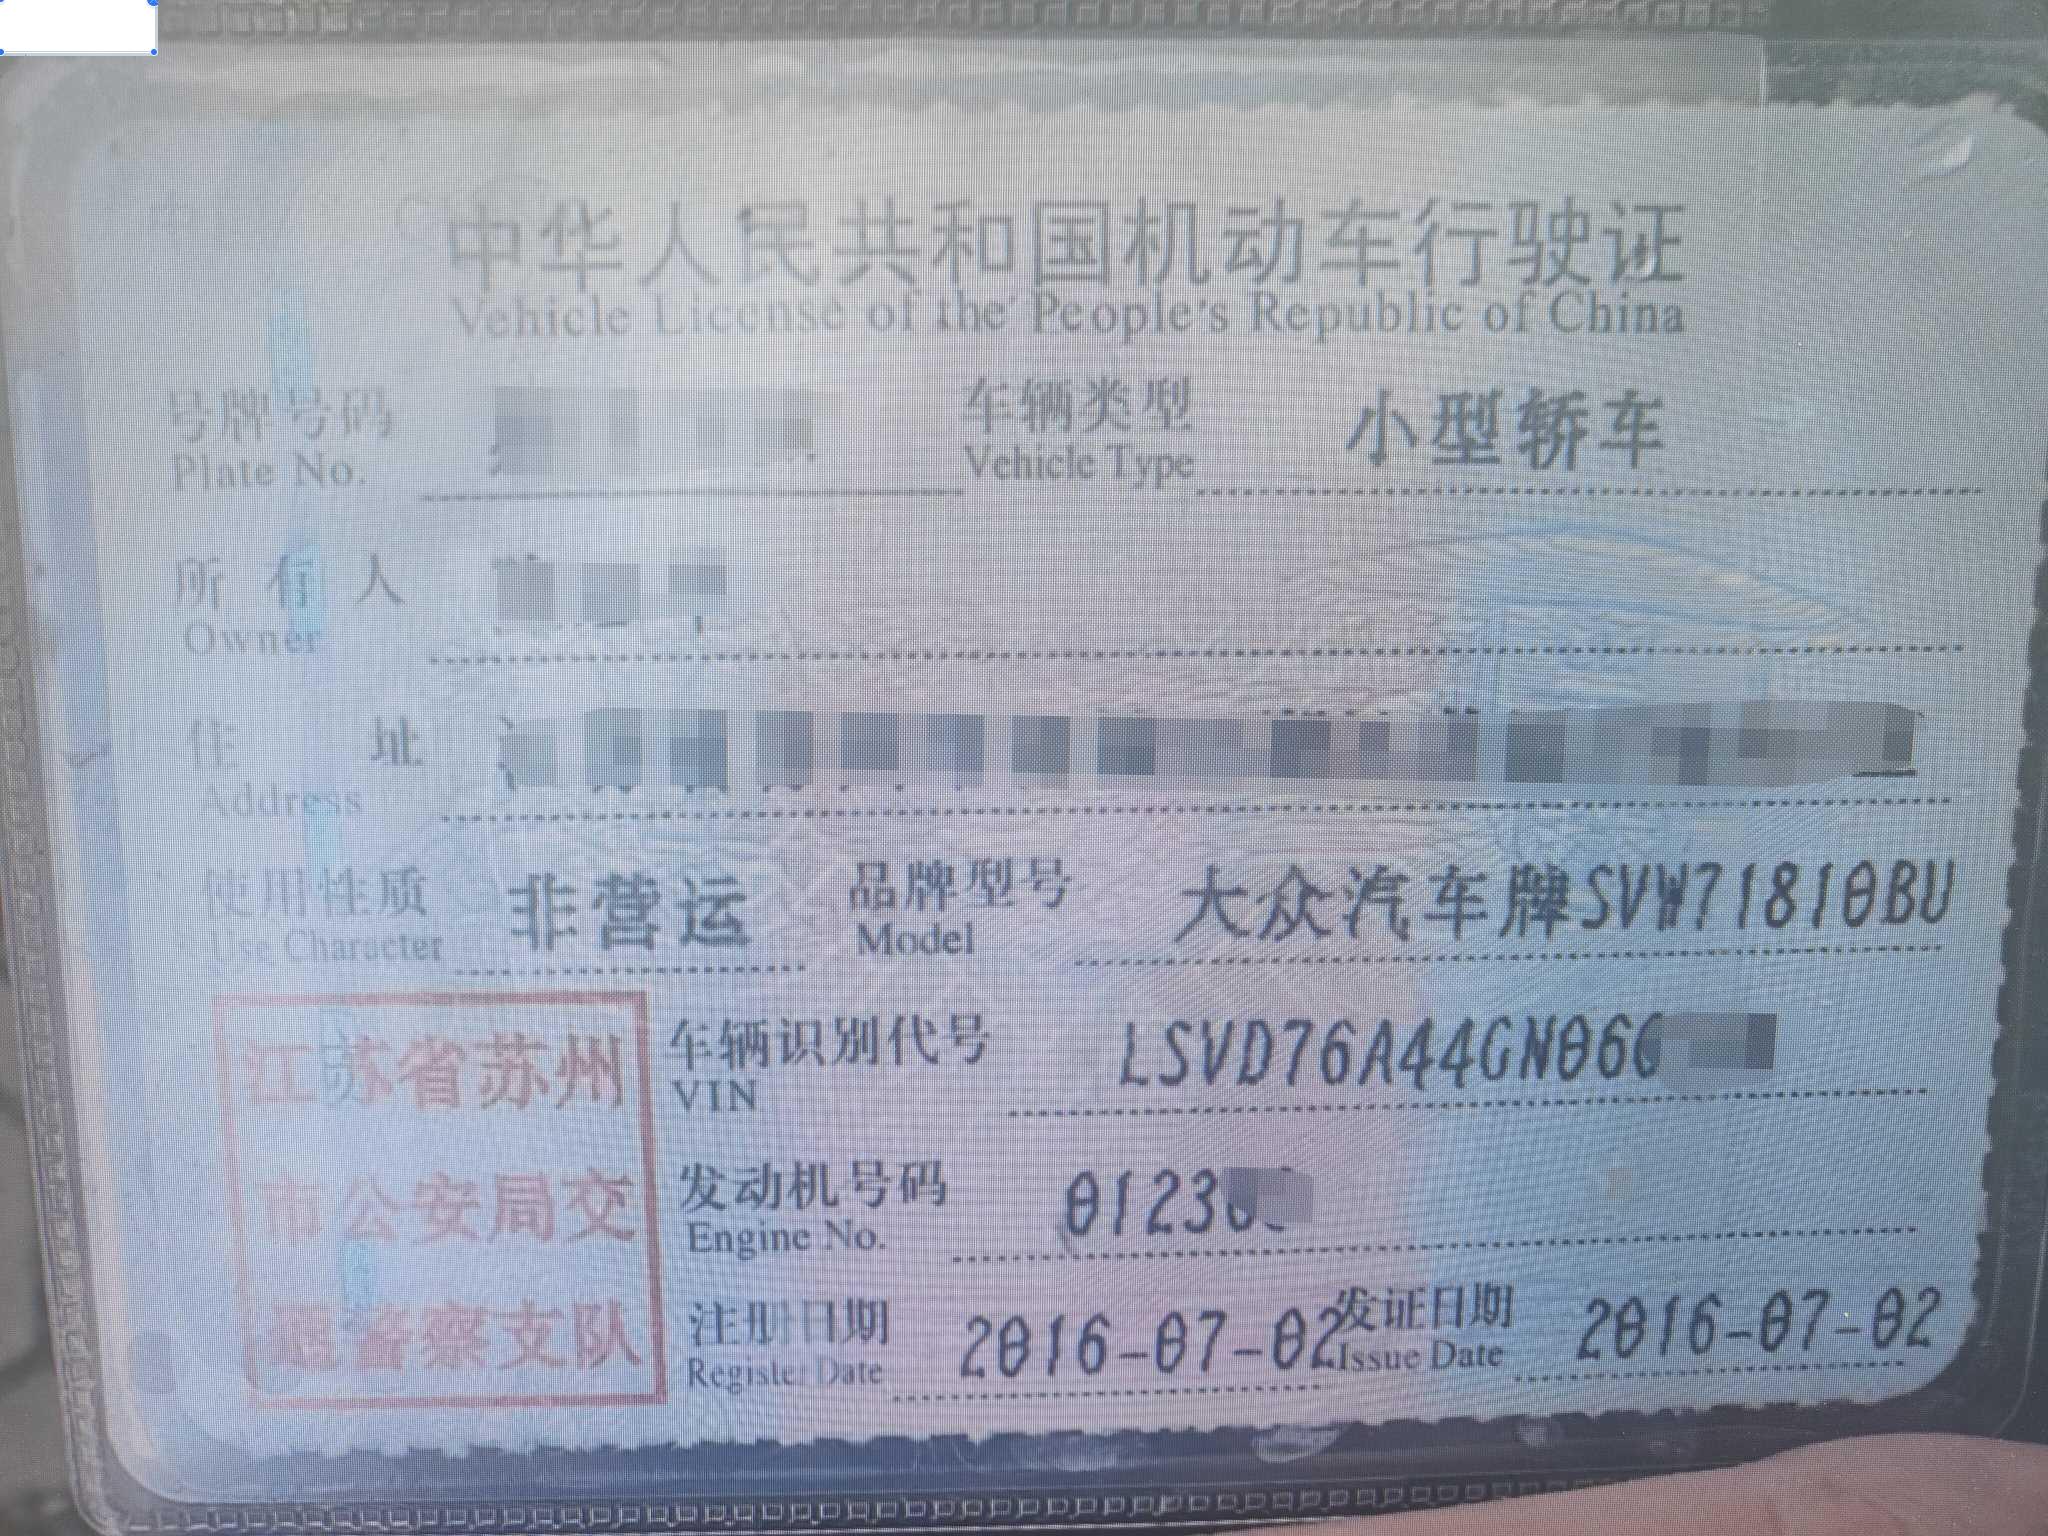 中华人民共和国机动车行驶证
Vehicle License of the People's Republic of China
号牌号码 车辆类型 小型轿车
Plate No. Vehicle Type
所有人
Owner
住址
Address
使用性质 非营运 品牌型号 大众汽车牌SVW71810BU
Use Character Model
江苏省苏州
市公安局交
通警察支队
车辆识别代号 LSVD76A44GN06
VIN
发动机号码 0123
Engine No.
注册日期 2016-07-02 发证日期 2016-07-02
Register Date Issue Date